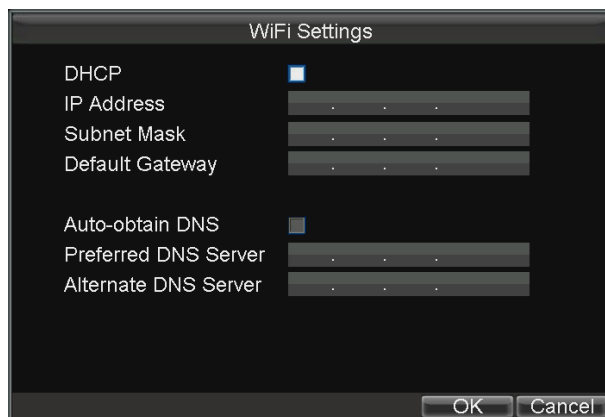 WiFi Settings
DHCP
IP Address . . .
Subnet Mask . . .
Default Gateway . . .
Auto-obtain DNS
Preferred DNS Server . . .
Alternate DNS Server . . .
OK Cancel